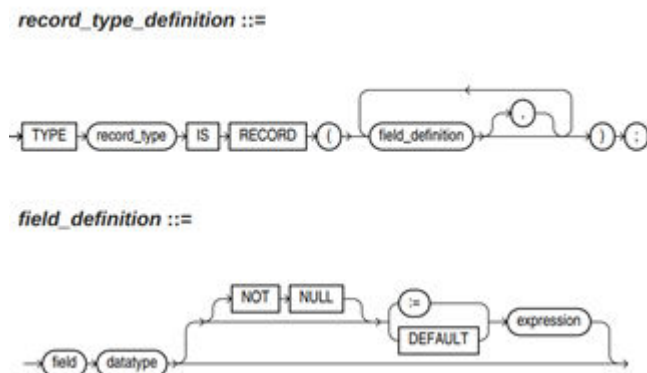 record_type_definition ::=
TYPE record_type IS RECORD ( field_definition , ) ;
field_definition ::=
NOT NULL :=
DEFAULT expression
field datatype